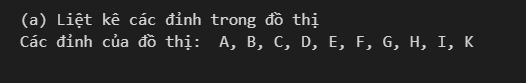 (a) Liệt kê các đỉnh trong đồ thị
Các đỉnh của đồ thị:  A, B, C, D, E, F, G, H, I, K